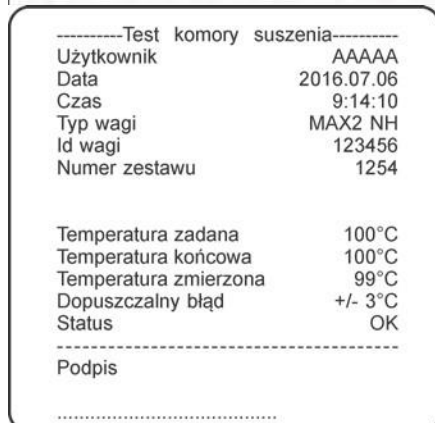 ----------Test komory suszenia----------
Użytkownik AAAAA
Data 2016.07.06
Czas 9:14:10
Typ wagi MAX2 NH
Id wagi 123456
Numer zestawu 1254
Temperatura zadana 100°C
Temperatura końcowa 100°C
Temperatura zmierzona 99°C
Dopuszczalny błąd +/- 3°C
Status OK
----------------------------------------
Podpis
........................................